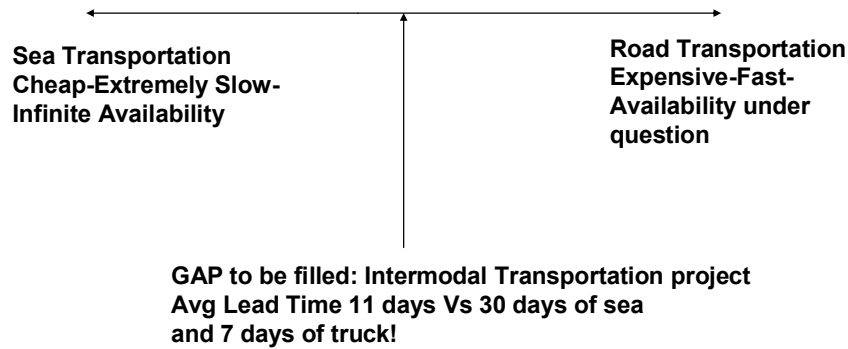 Sea Transportation
Cheap-Extremely Slow-
Infinite Availability
Road Transportation
Expensive-Fast-
Availability under
question
GAP to be filled: Intermodal Transportation project
Avg Lead Time 11 days Vs 30 days of sea
and 7 days of truck!